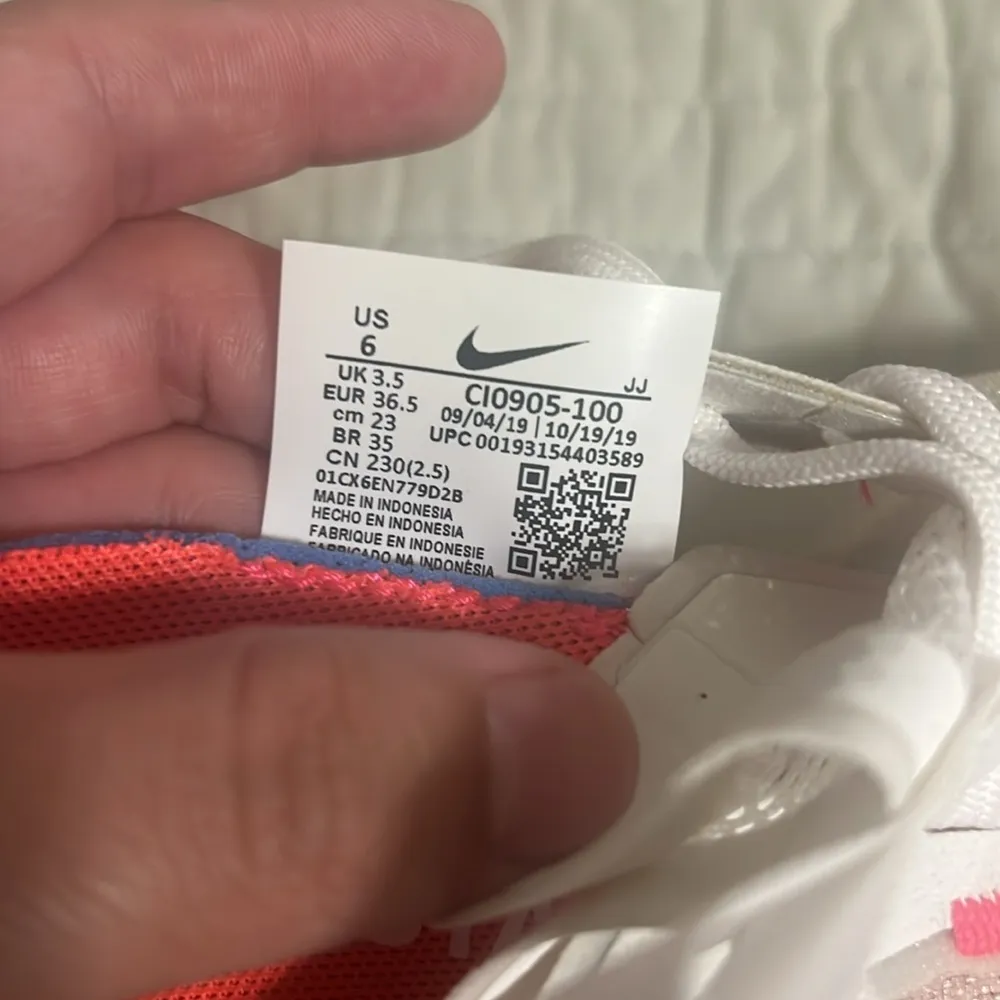 US
6
UK 3.5
EUR 36.5
cm 23
BR 35
CN 230(2.5)
01CX6EN779D2B
MADE IN INDONESIA
HECHO EN INDONESIA
FABRIQUE EN INDONESIE
FABRICADO NA INDONÉSIA
JJ
CI0905-100
09/04/19 | 10/19/19
UPC 00193154403589